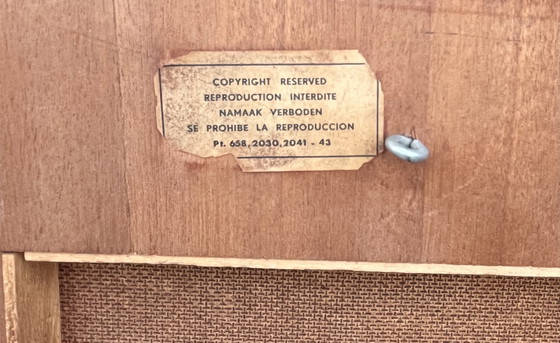 COPYRIGHT RESERVED
REPRODUCTION INTERDITE
NAMAAK VERBODEN
SE PROHIBE LA REPRODUCCION
Pt. 658, 2030, 2041 - 43